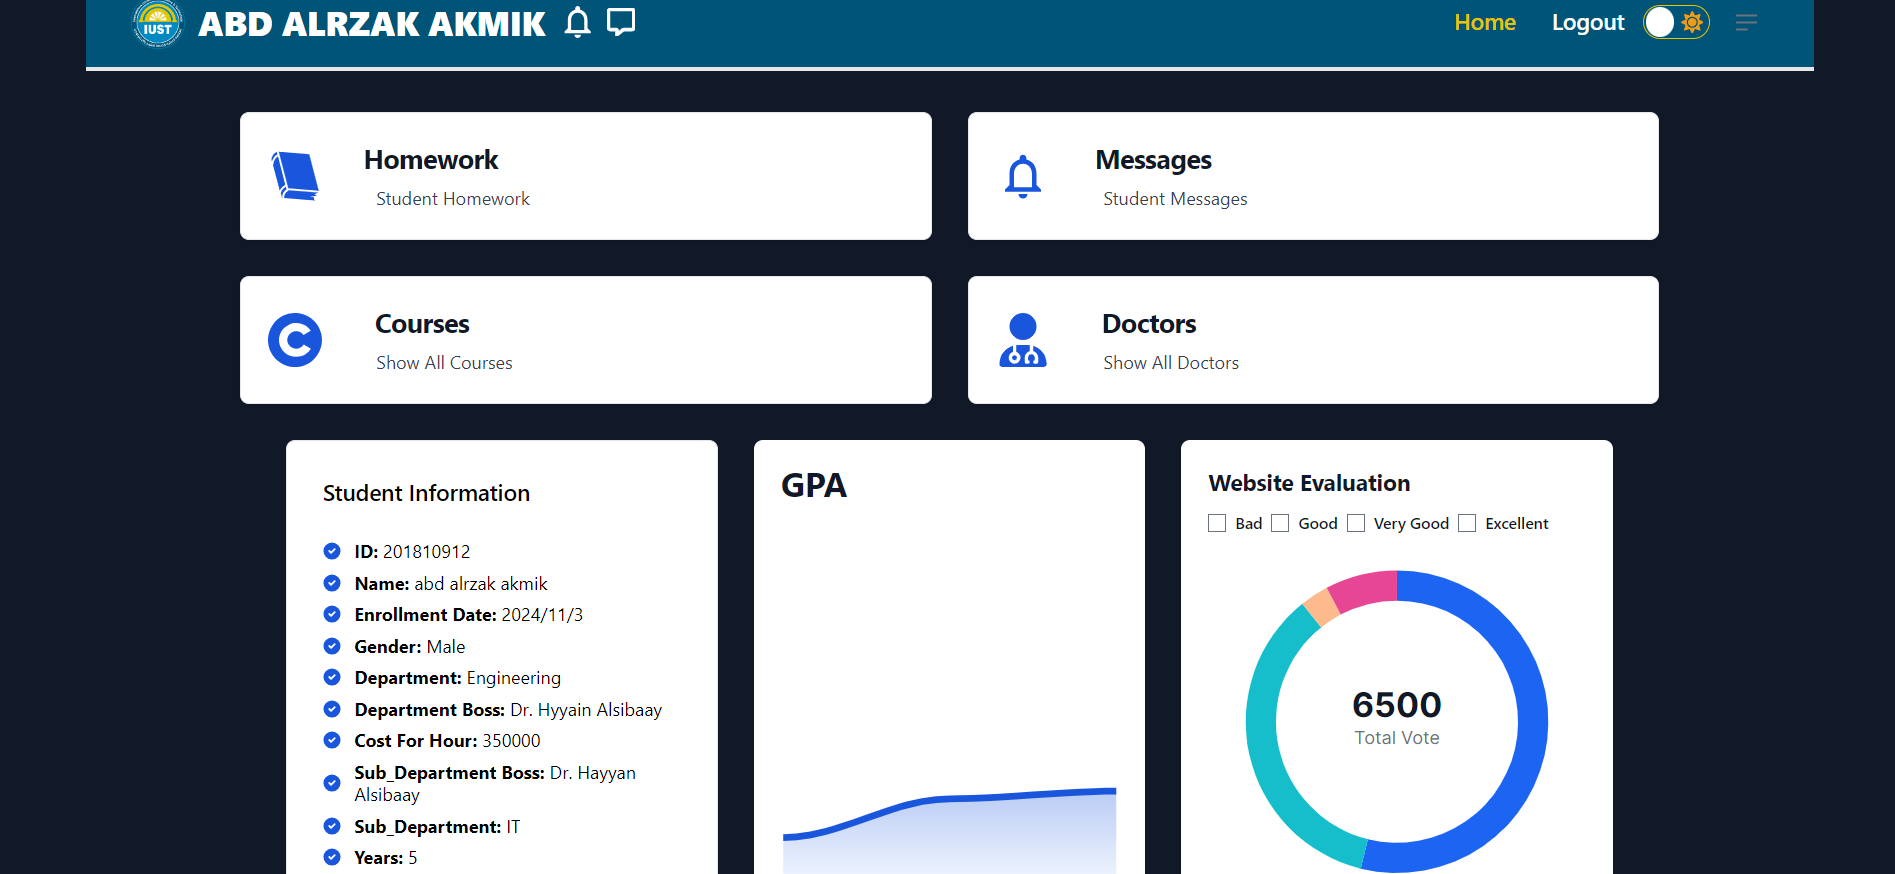 IUST
ABD ALRZAK AKMIK
Home
Logout
Homework
Student Homework
Messages
Student Messages
Courses
Show All Courses
Doctors
Show All Doctors
Student Information
ID: 201810912
Name: abd alrzak akmik
Enrollment Date: 2024/11/3
Gender: Male
Department: Engineering
Department Boss: Dr. Hyyain Alsibaay
Cost For Hour: 350000
Sub_Department Boss: Dr. Hayyan
Alsibaay
Sub_Department: IT
Years: 5
GPA
Website Evaluation
Bad Good Very Good Excellent
6500
Total Vote